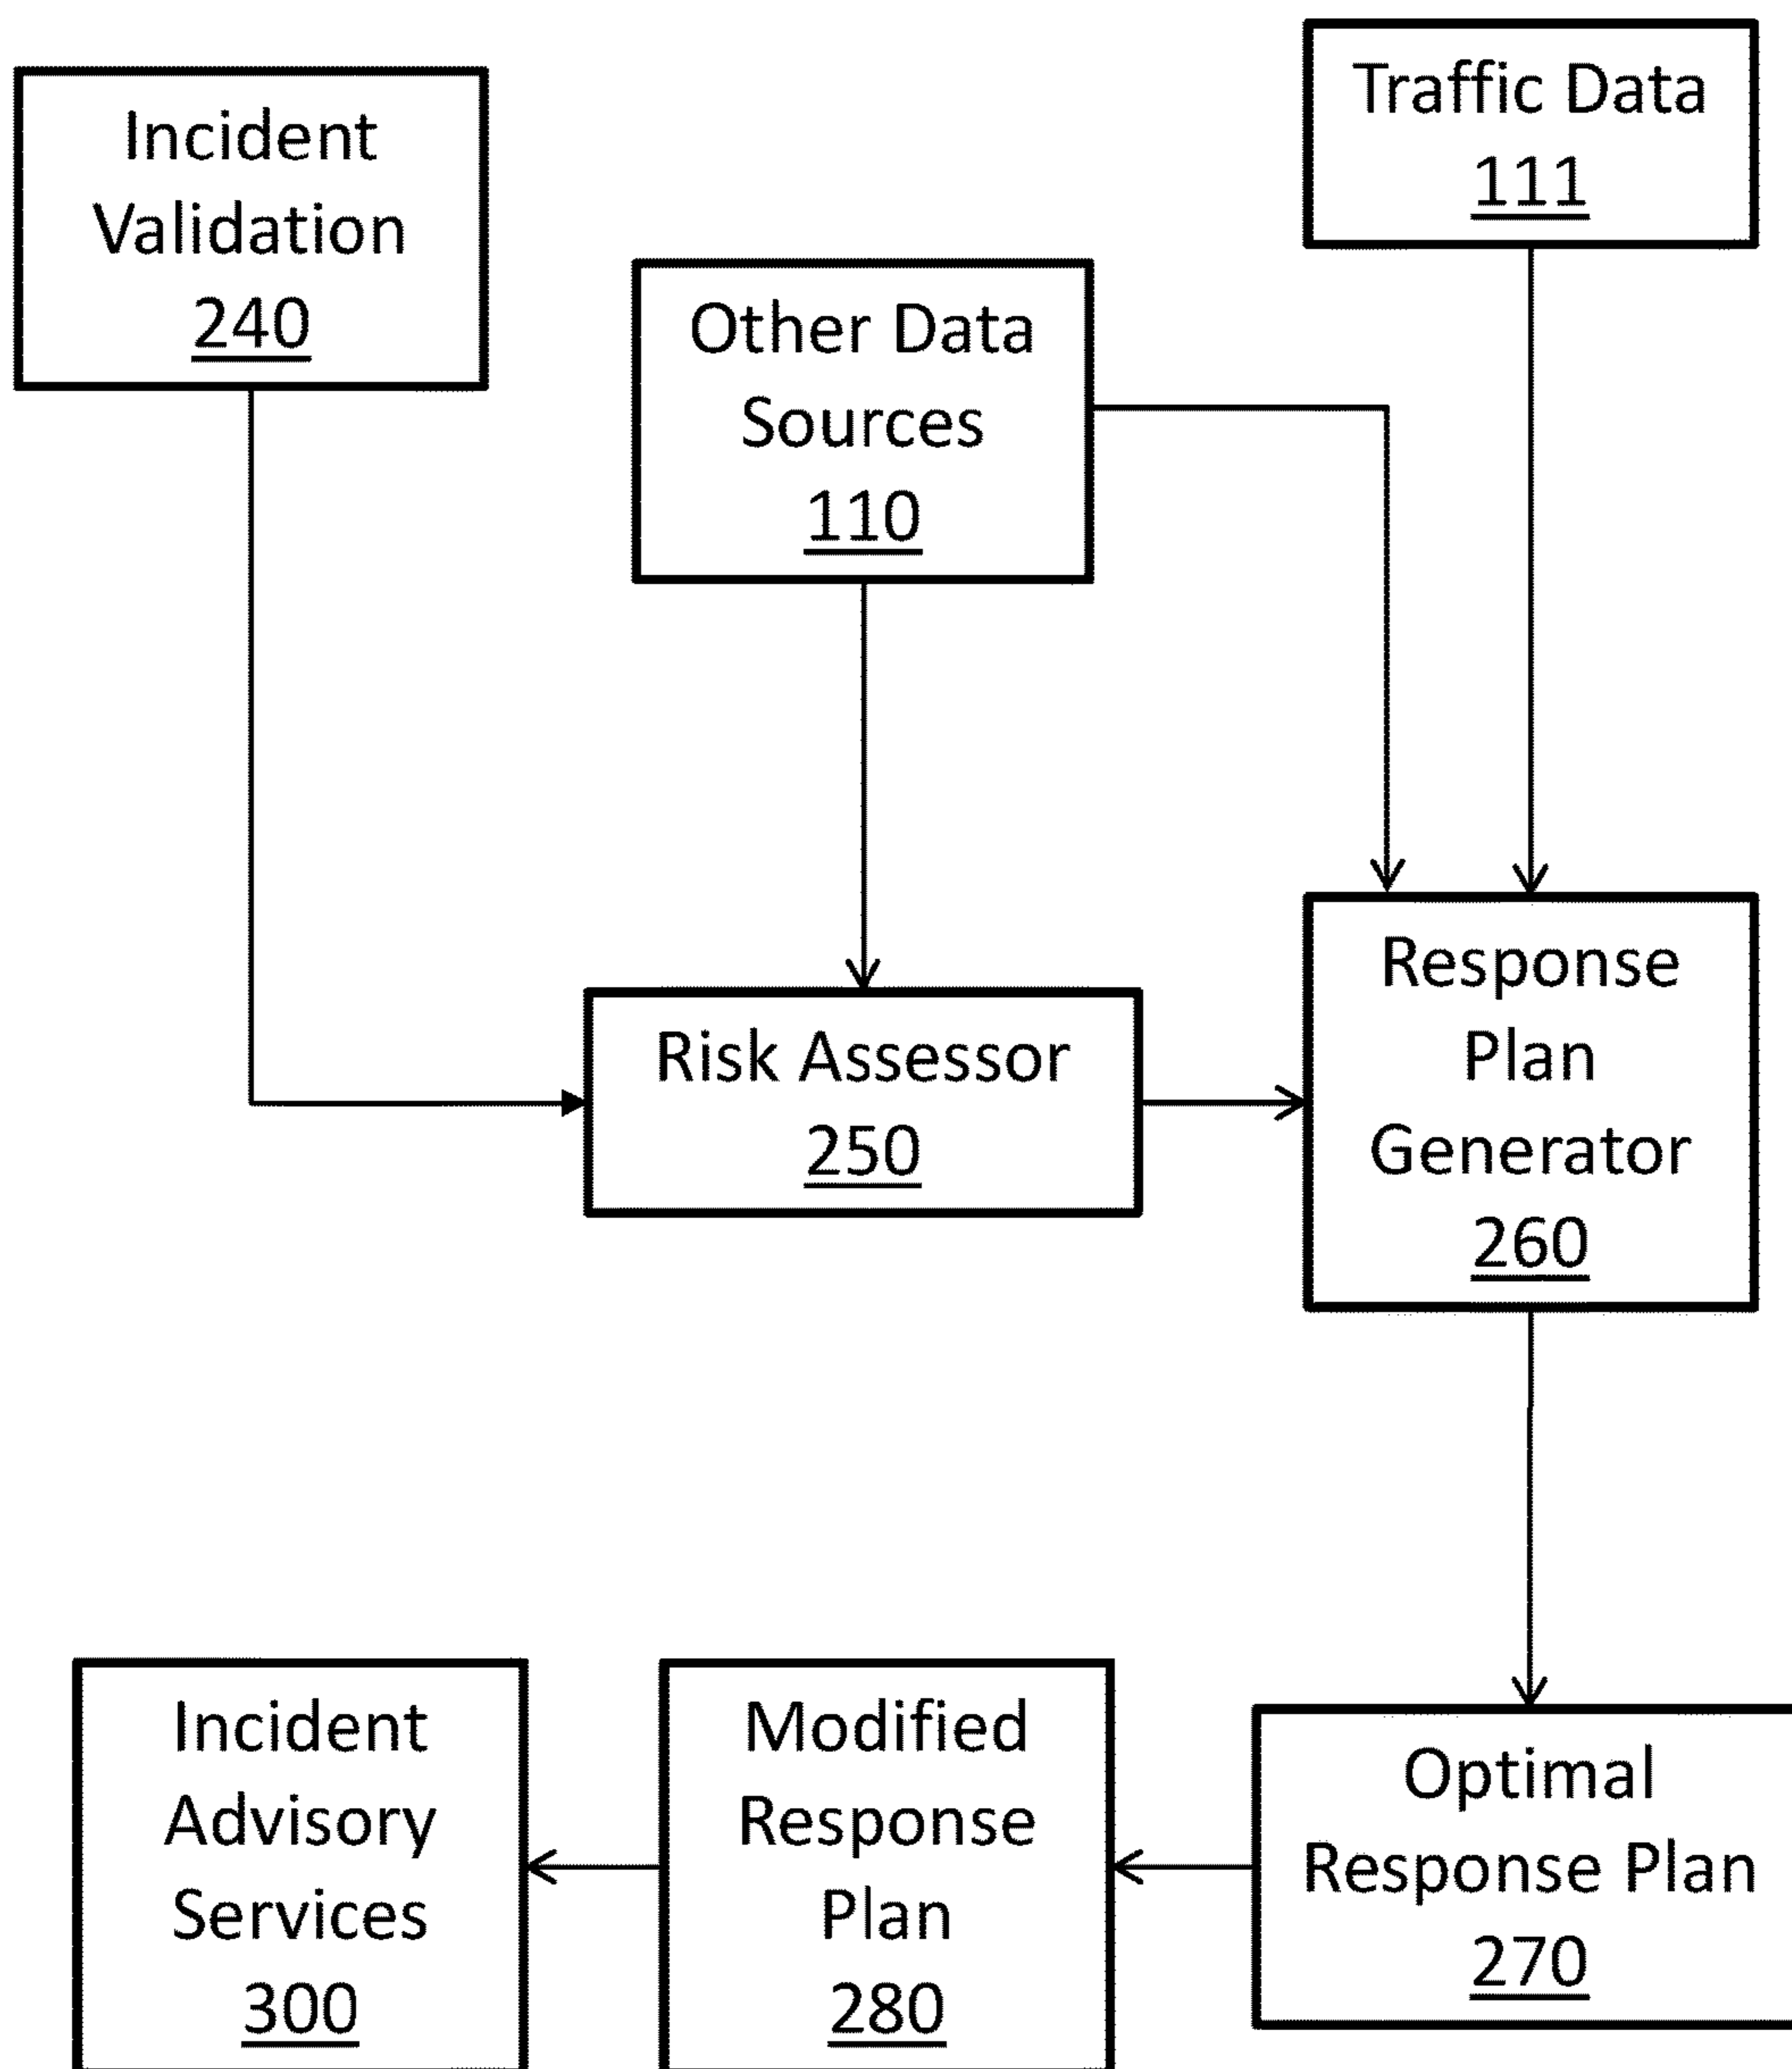 Incident
Validation
240
Traffic Data
111
Other Data
Sources
110
Risk Assessor
250
Response
Plan
Generator
260
Incident
Advisory
Services
300
Modified
Response
Plan
280
Optimal
Response Plan
270